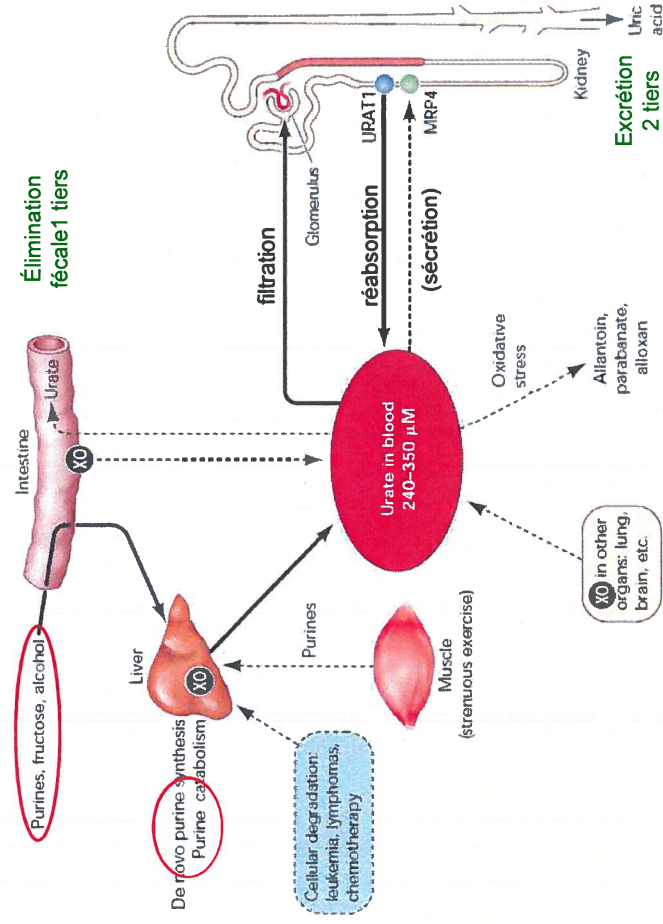 Purines, fructose, alcohol
Intestine
Urate
XO
Élimination
fécale1 tiers
De novo purine synthesis
Purine catabolism
Liver
XO
Cellular degradation:
leukemia, lymphomas,
chemotherapy
Purines
Muscle
(strenuous exercise)
Urate in blood
240–350 µM
XO in other
organs: lung,
brain, etc.
Oxidative
stress
Allantoin,
parabanate,
alloxan
filtration
réabsorption
(sécrétion)
Glomerulus
URAT1
MRP4
Kidney
Uric
acid
Excrétion
2 tiers